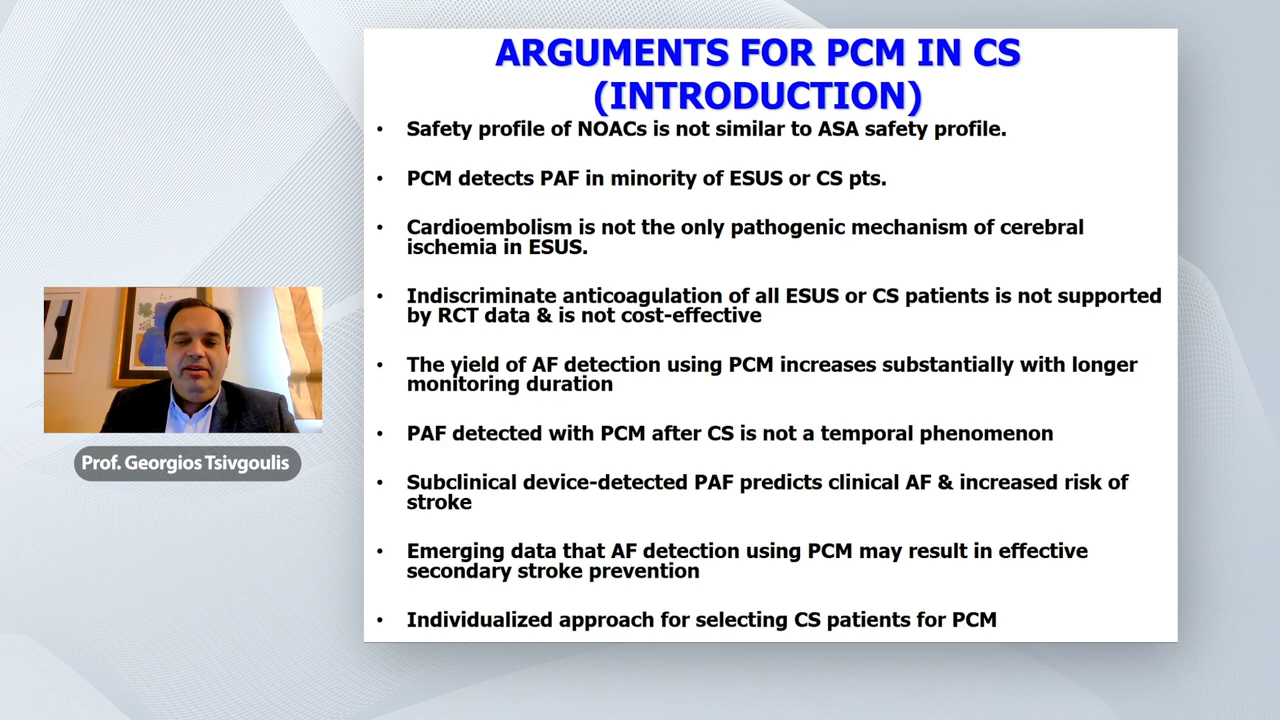 ARGUMENTS FOR PCM IN CS
(INTRODUCTION)
• Safety profile of NOACs is not similar to ASA safety profile.
• PCM detects PAF in minority of ESUS or CS pts.
• Cardioembolism is not the only pathogenic mechanism of cerebral
ischemia in ESUS.
• Indiscriminate anticoagulation of all ESUS or CS patients is not supported
by RCT data & is not cost-effective
• The yield of AF detection using PCM increases substantially with longer
monitoring duration
• PAF detected with PCM after CS is not a temporal phenomenon
• Subclinical device-detected PAF predicts clinical AF & increased risk of
stroke
• Emerging data that AF detection using PCM may result in effective
secondary stroke prevention
• Individualized approach for selecting CS patients for PCM
Prof. Georgios Tsivgoulis